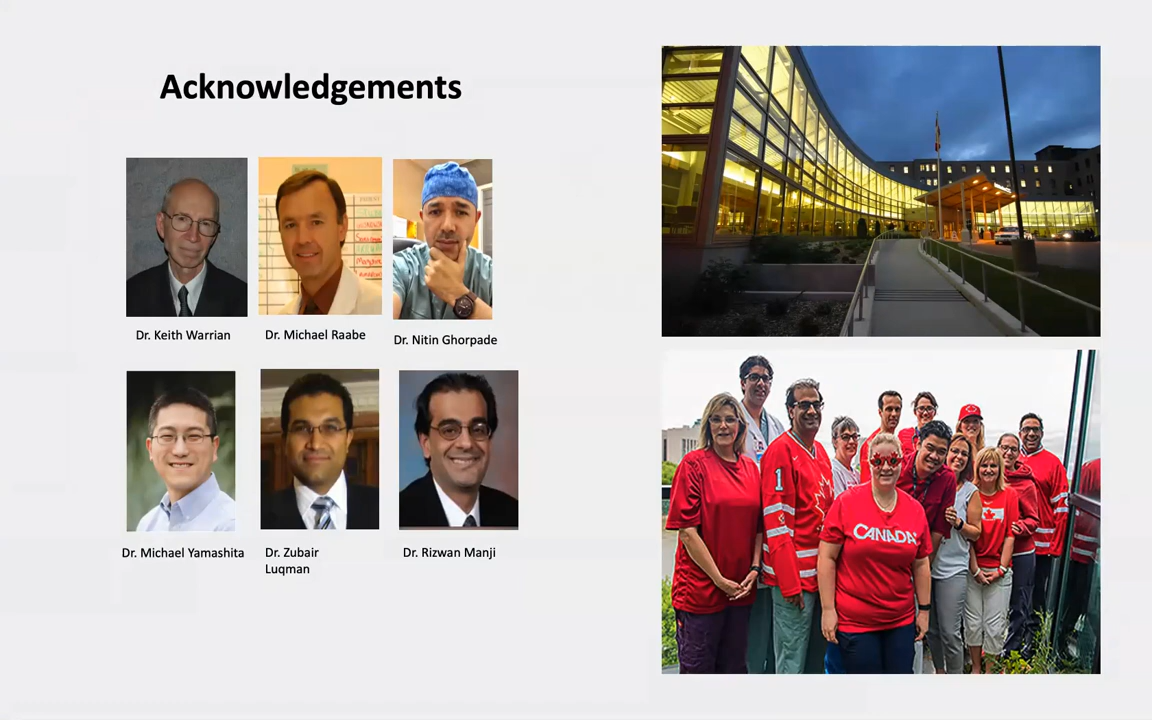 Acknowledgements
Dr. Keith Warrian
Dr. Michael Raabe
Dr. Nitin Ghorpade
Dr. Michael Yamashita
Dr. Zubair
Luqman
Dr. Rizwan Manji
1
CANADA